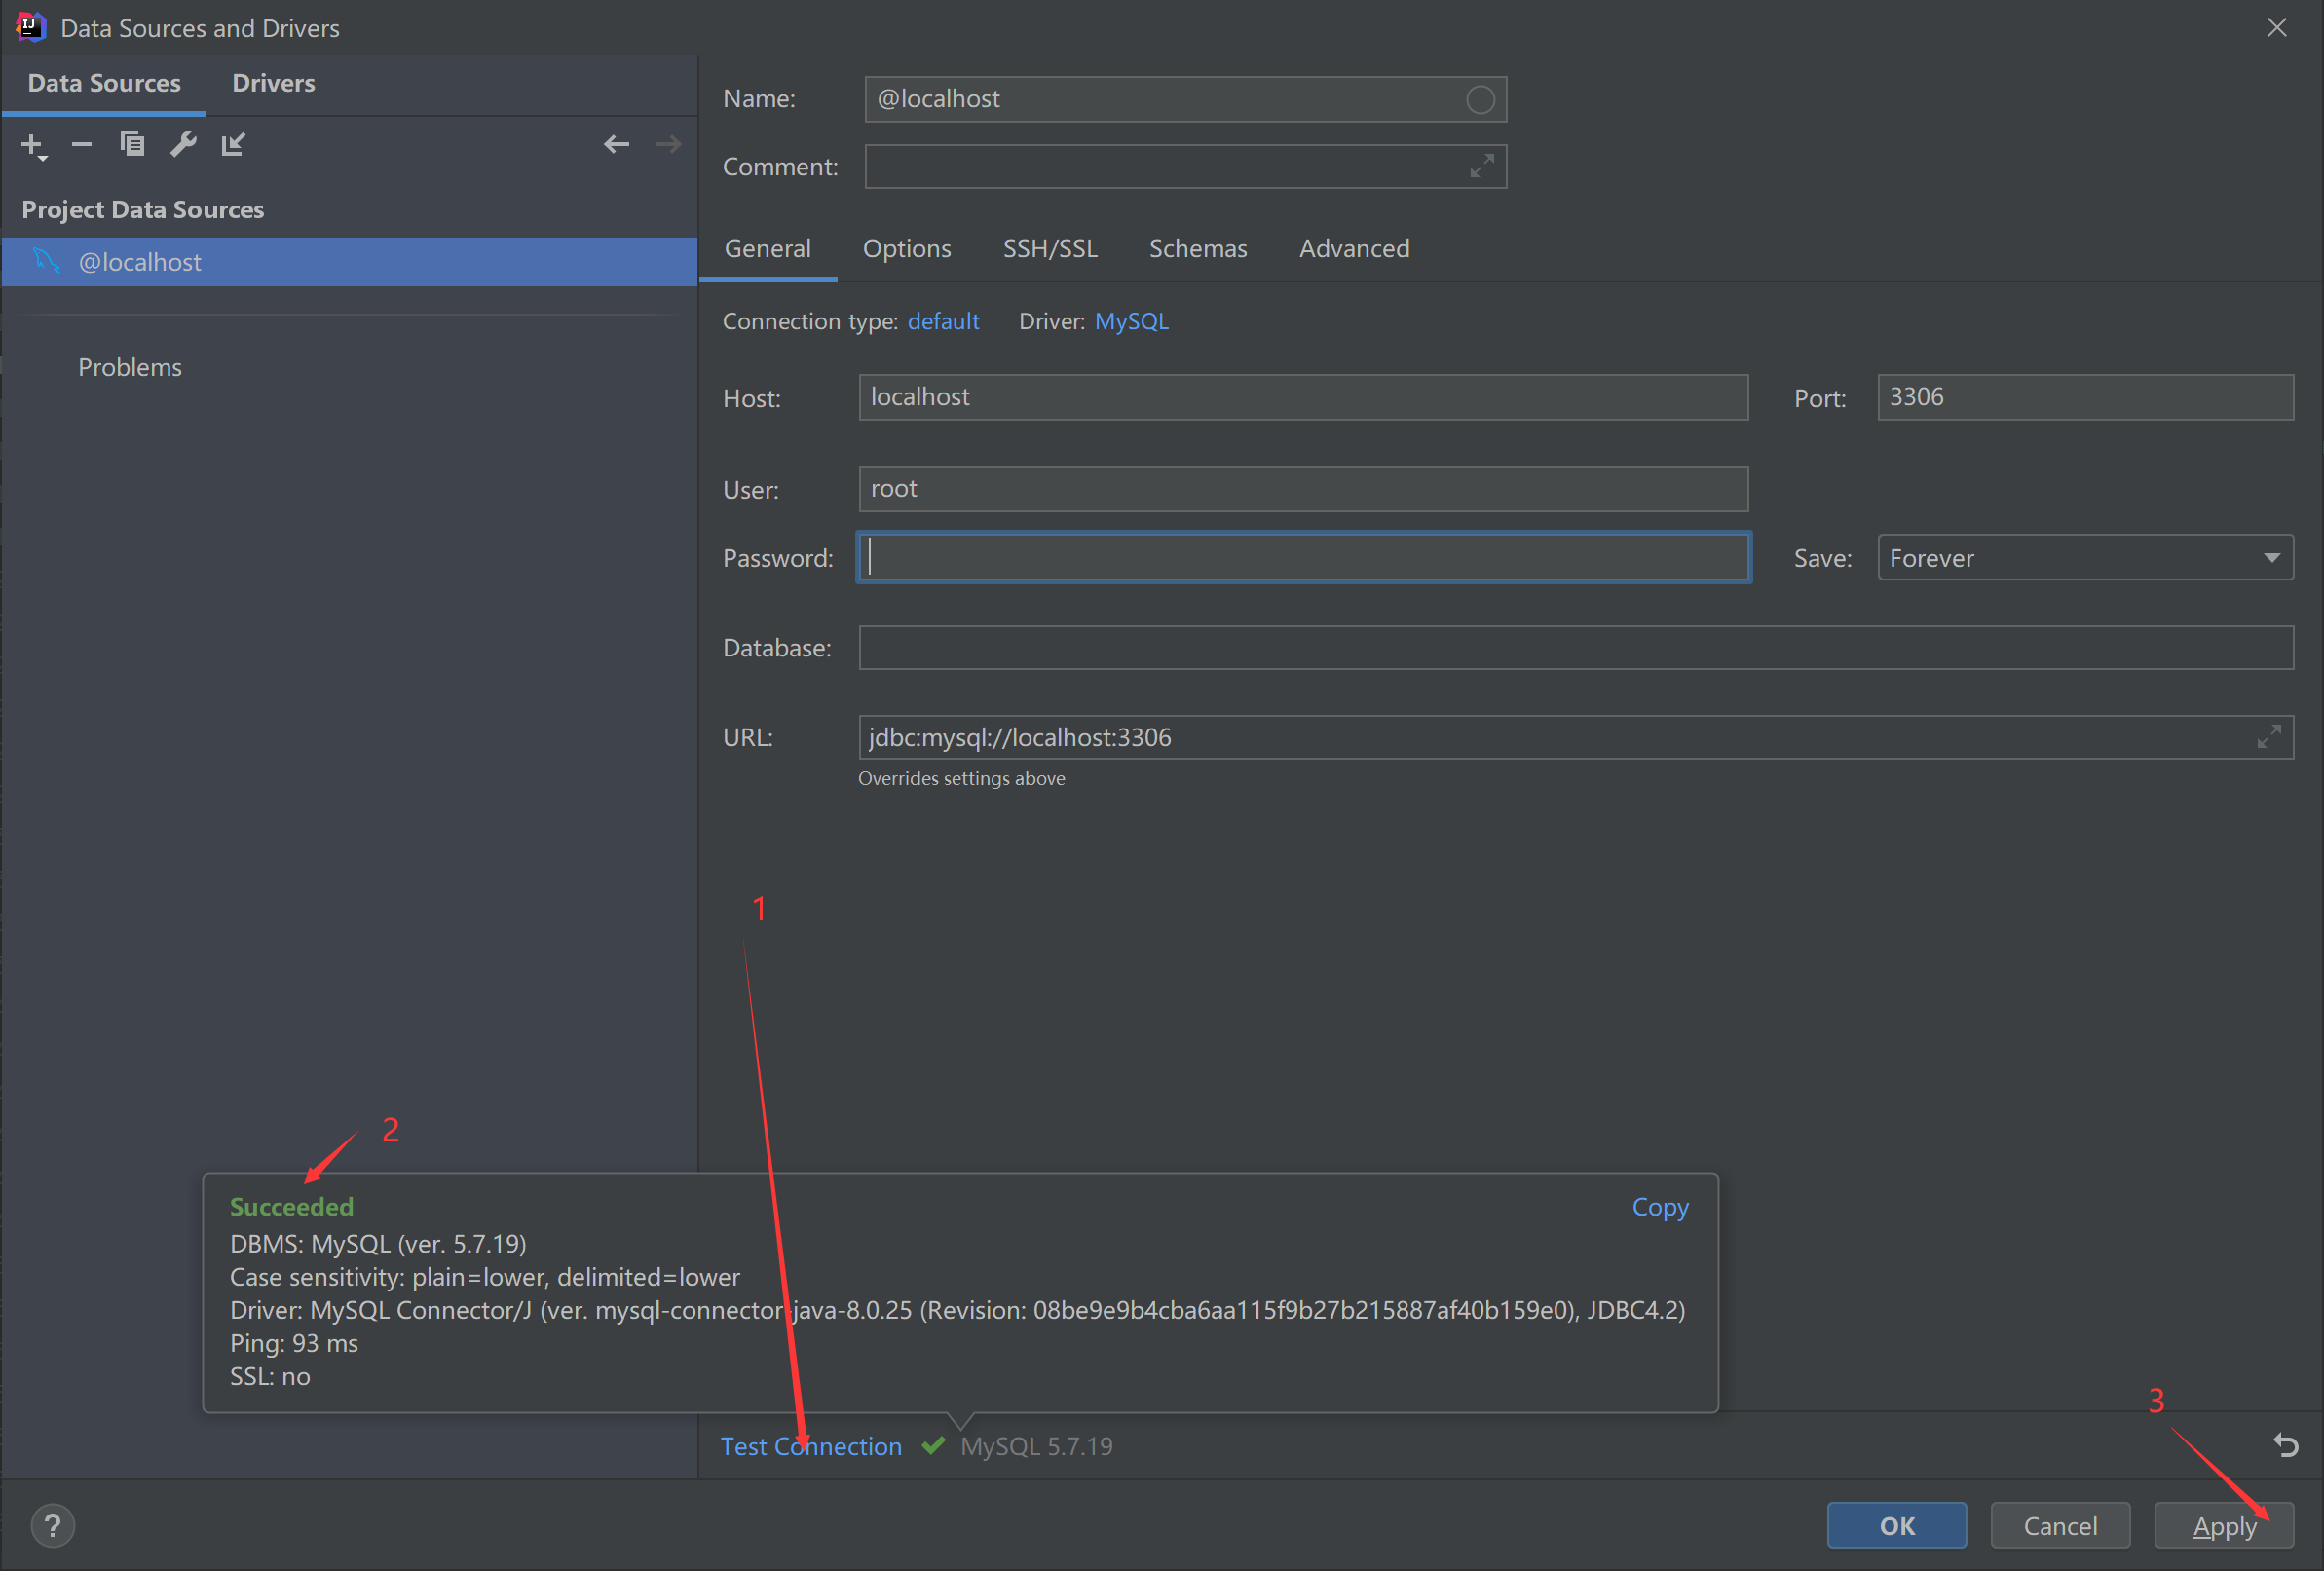 Data Sources and Drivers
Data Sources Drivers
Project Data Sources
@localhost
Problems
Name: @localhost
Comment:
General Options SSH/SSL Schemas Advanced
Connection type: default Driver: MySQL
Host: localhost Port: 3306
User: root
Password: Save: Forever
Database:
URL: jdbc:mysql://localhost:3306
Overrides settings above
1
2
Succeeded Copy
DBMS: MySQL (ver. 5.7.19)
Case sensitivity: plain=lower, delimited=lower
Driver: MySQL Connector/J (ver. mysql-connector-java-8.0.25 (Revision: 08be9e9b4cba6aa115f9b27b215887af40b159e0), JDBC4.2)
Ping: 93 ms
SSL: no
3
Test Connection MySQL 5.7.19
? OK Cancel Apply